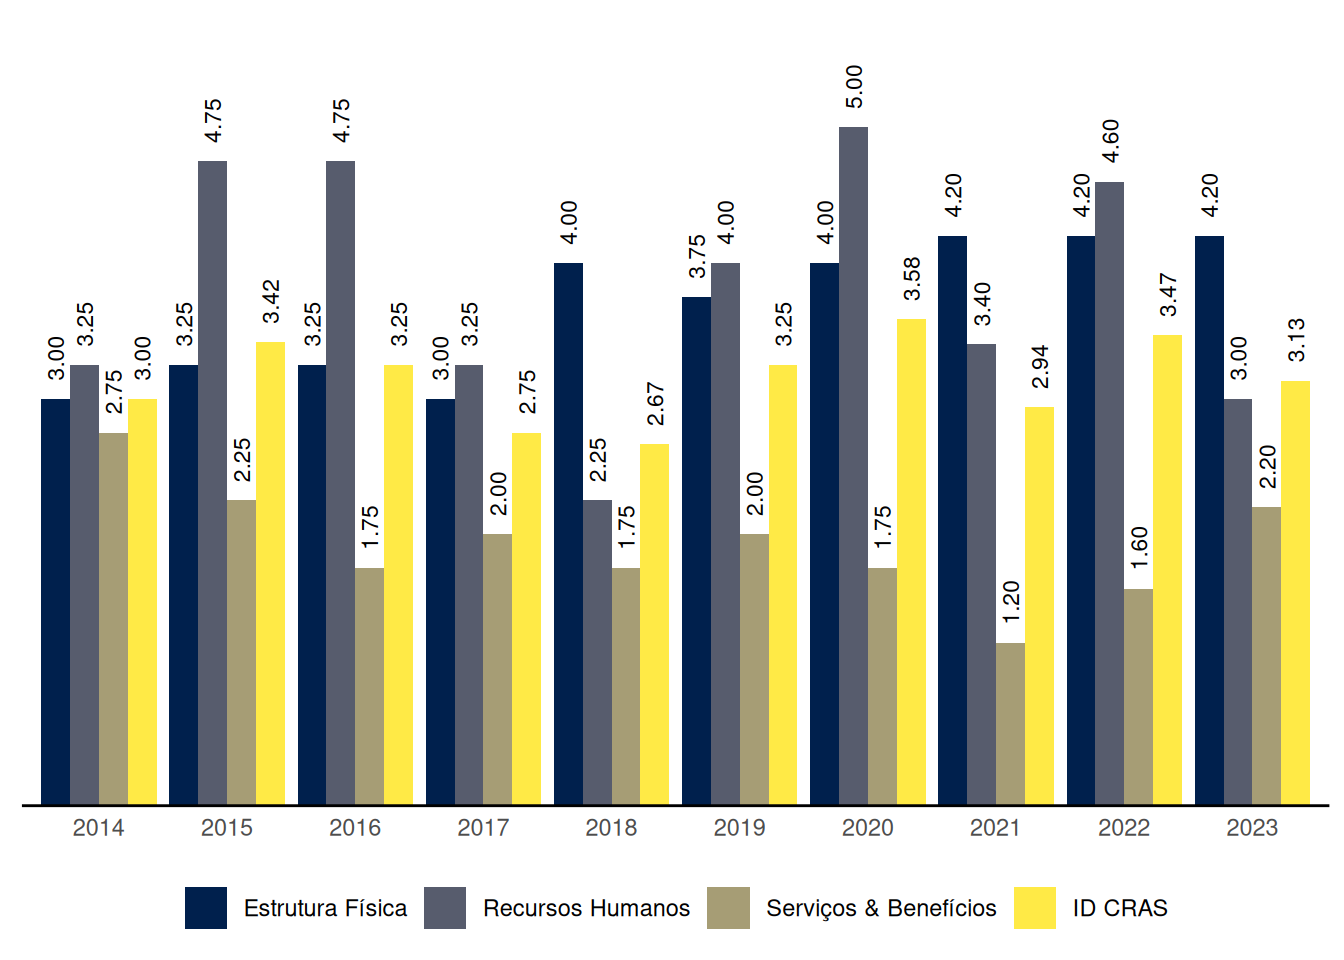 3.00 3.25 2.75 3.00
3.25 4.75 2.25 3.42
3.25 4.75 1.75 3.25
3.00 3.25 2.00 2.75
4.00 2.25 1.75 2.67
3.75 4.00 2.00 3.25
4.00 5.00 1.75 3.58
4.20 3.40 1.20 2.94
4.20 4.60 1.60 3.47
4.20 3.00 2.20 3.13
2014 2015 2016 2017 2018 2019 2020 2021 2022 2023
Estrutura Física Recursos Humanos Serviços & Benefícios ID CRAS